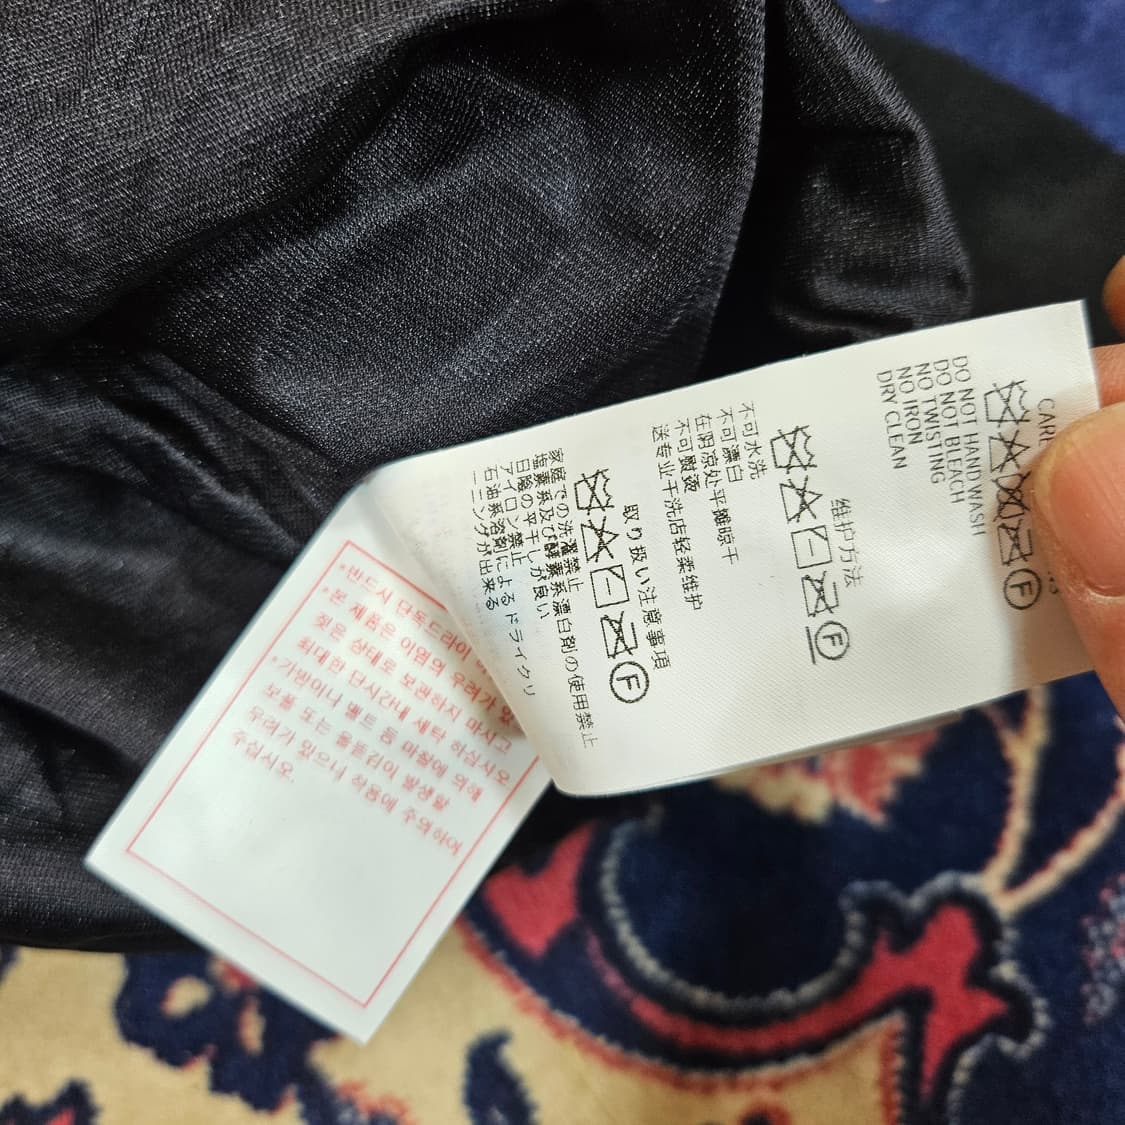 CARE
DO NOT HAND WASH
DO NOT BLEACH
NO TWISTING
NO IRON
DRY CLEAN
F
维护方法
F
不可水洗
不可漂白
在阴凉处平摊晾干
不可熨烫
送专业干洗店轻柔维护
取り扱い注意事項
F
家庭での洗濯禁止
塩素系及び酵素系漂白剤の使用禁止
日陰の平干しが良い
アイロン禁止
石油系溶剤によるドライクリ
ーニングが出来る
*반드시 단독드라이
*본 제품은 이염의 우려가 있
젖은 상태로 보관하지 마시고
최대한 단시간내 세탁 하십시오
*가방이나 벨트 등 마찰에 의해
보풀 또는 올뜯김이 발생할
우려가 있으니 착용에 주의하여
주십시오.